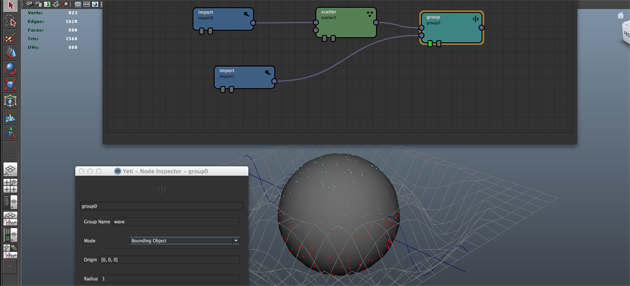 Verts: 823
Edges: 1620
Faces: 800
Tris: 1560
UVs: 880
import
import0
scatter
scatter0
group
group0
import
import1
Yeti – Node Inspector – group0
group0
Group Name wave
Mode Bounding Object
Origin [0, 0, 0]
Radius 1